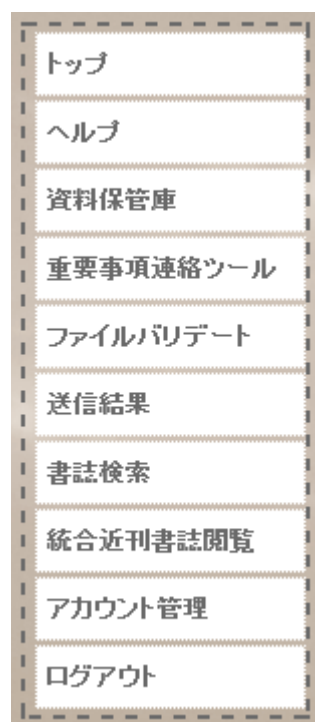 トップ
ヘルプ
資料保管庫
重要事項連絡ツール
ファイルバリデート
送信結果
書誌検索
統合近刊書誌閲覧
アカウント管理
ログアウト